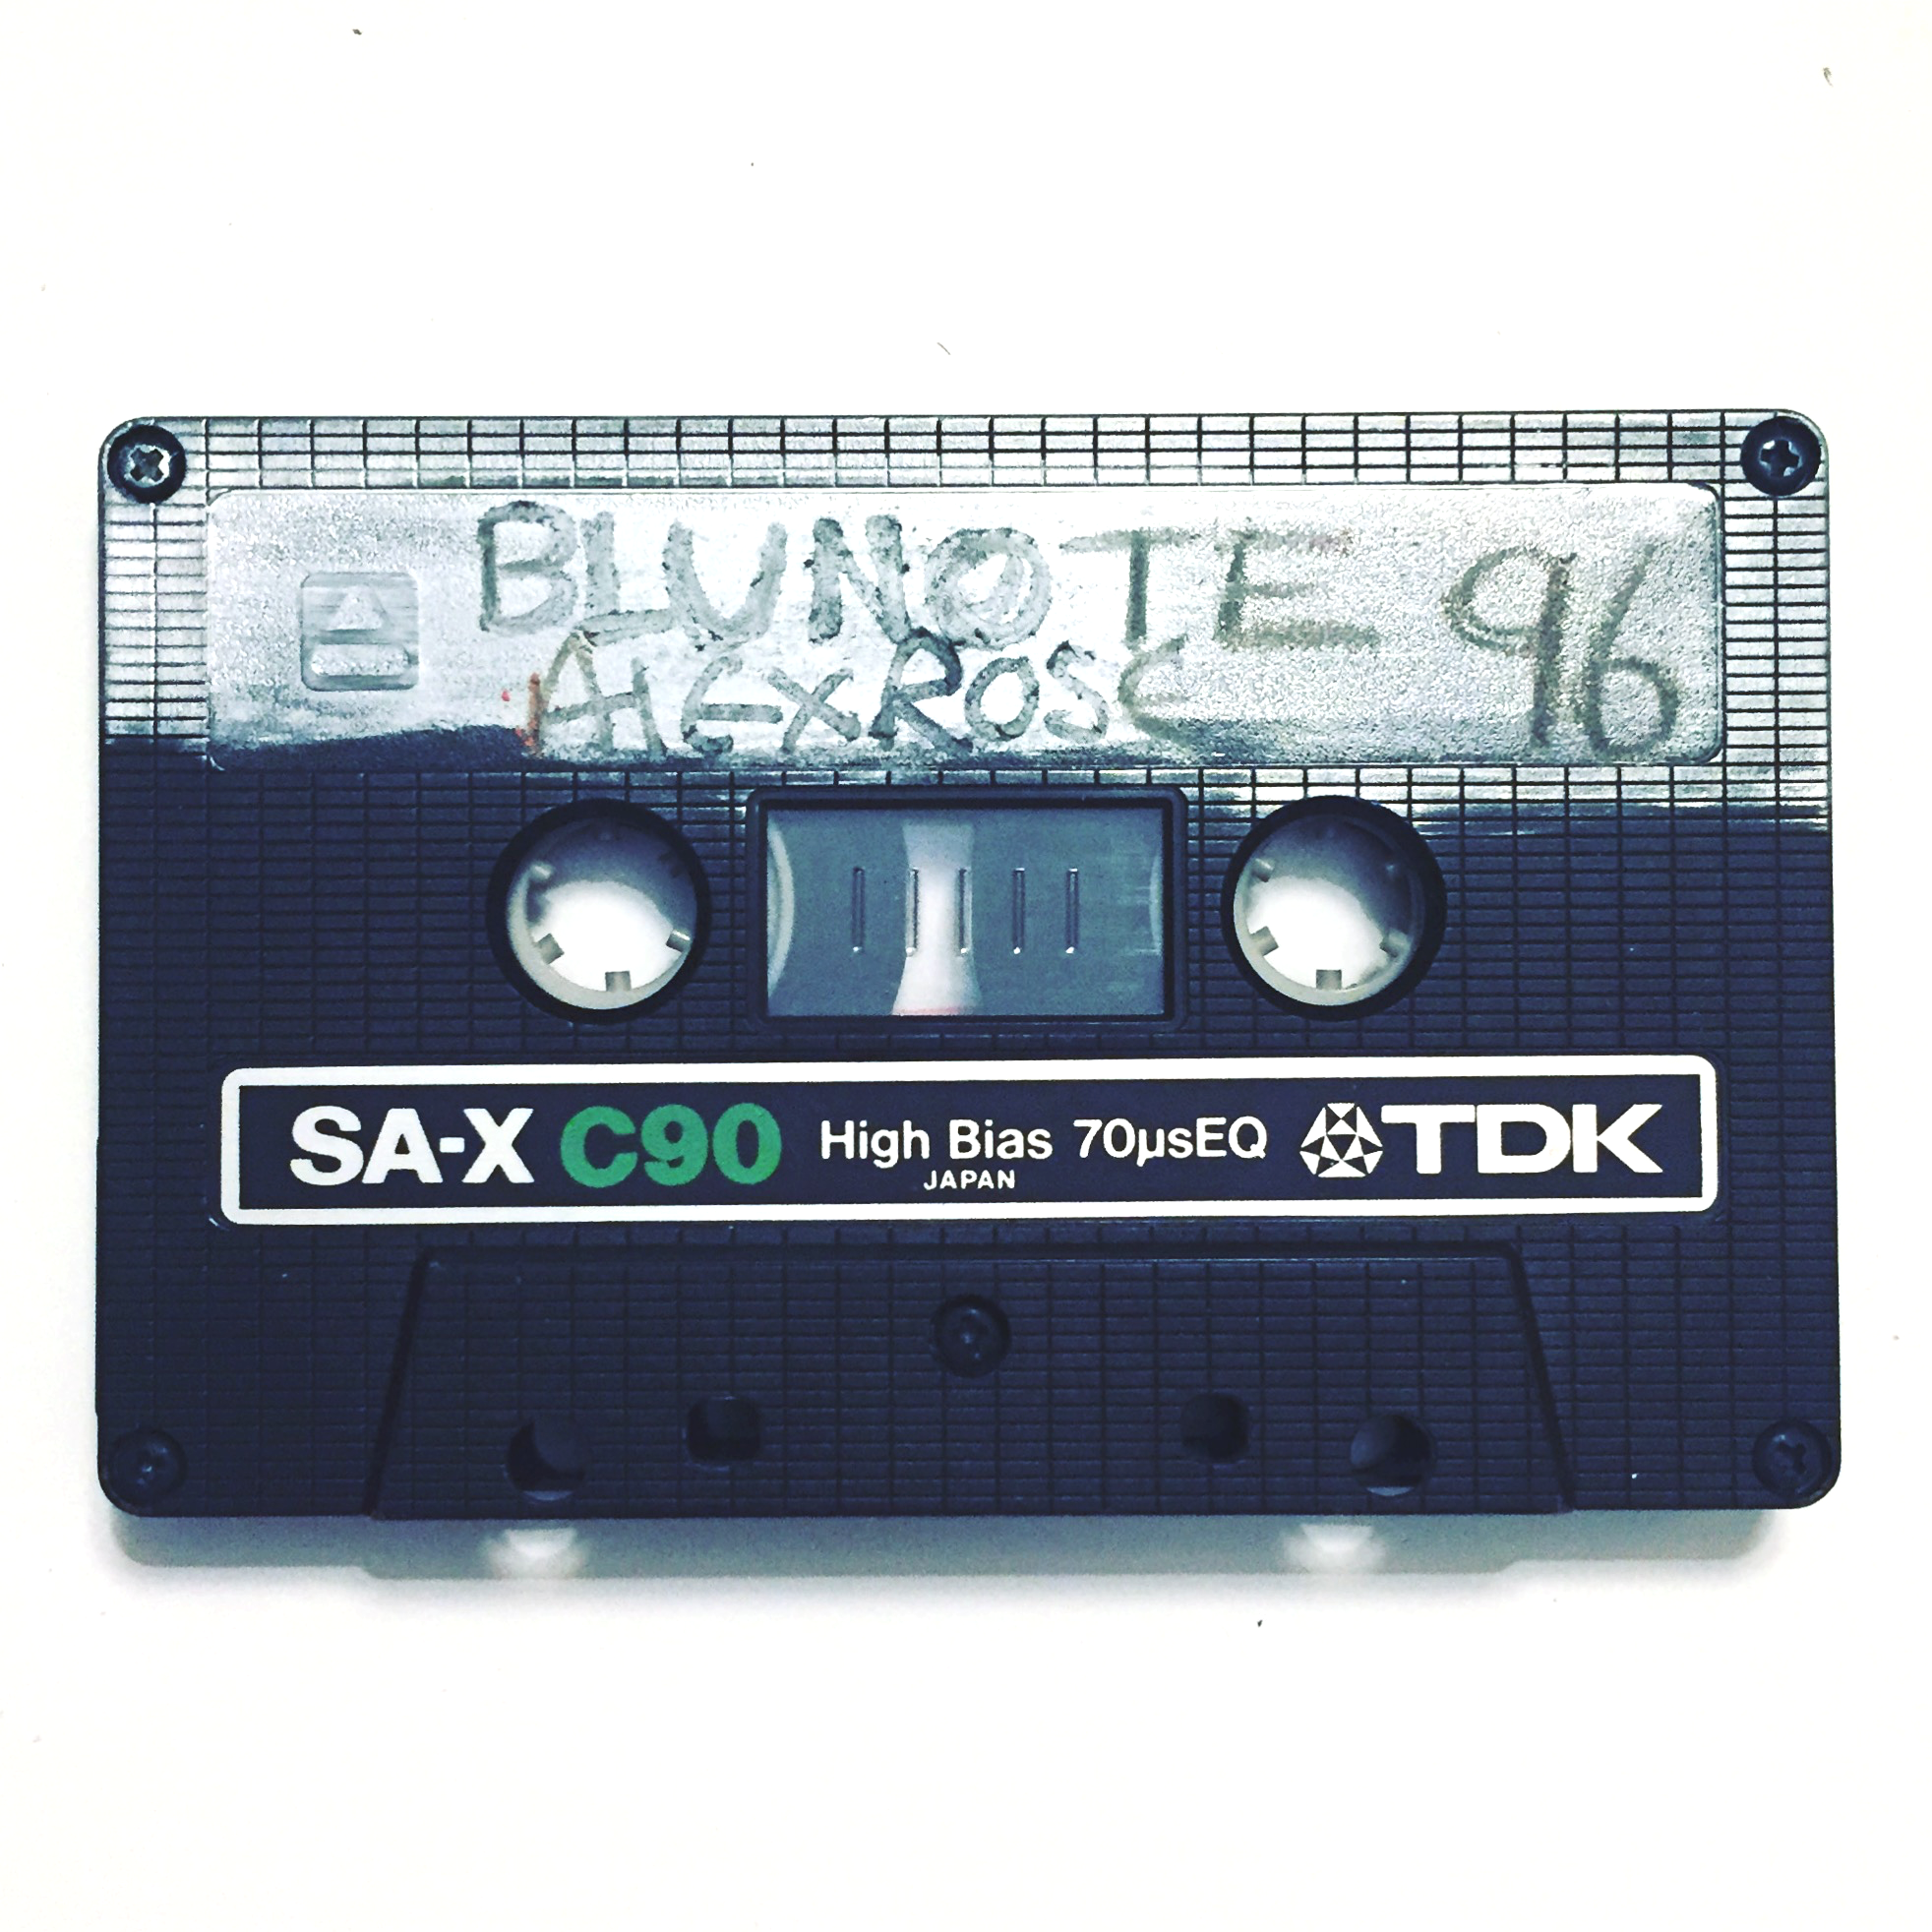 BLUNOTE 96
ALEXROSE
SA-X C90 High Bias 70µsEQ TDK
JAPAN